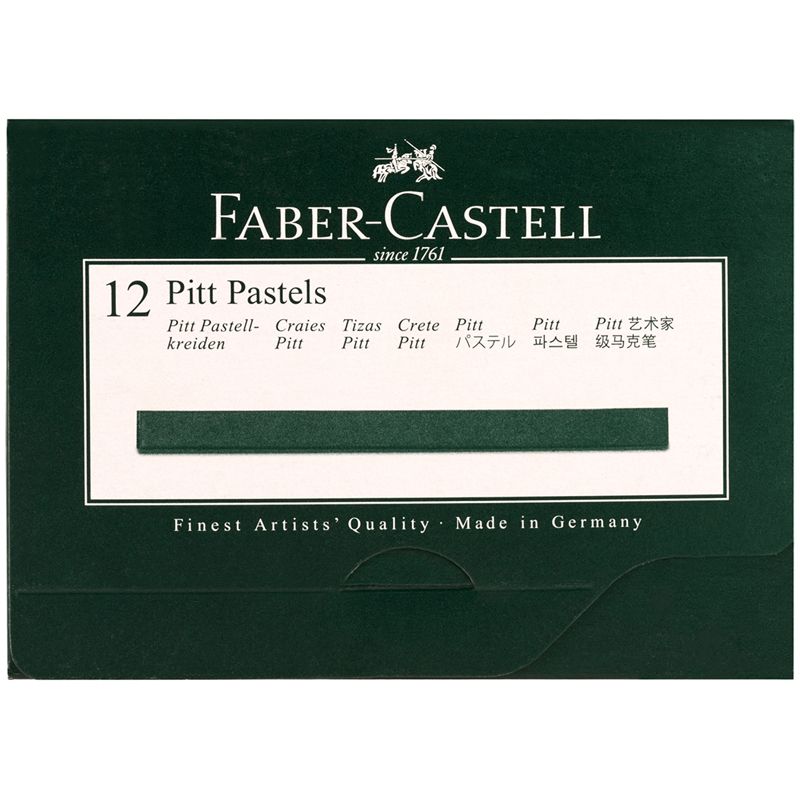 FABER-CASTELL
since 1761
12 Pitt Pastels
Pitt Pastell-
kreiden
Craies
Pitt
Tizas
Pitt
Crete
Pitt
Pitt
パステル
Pitt
파스텔
Pitt 艺术家
级马克笔
Finest Artists' Quality · Made in Germany